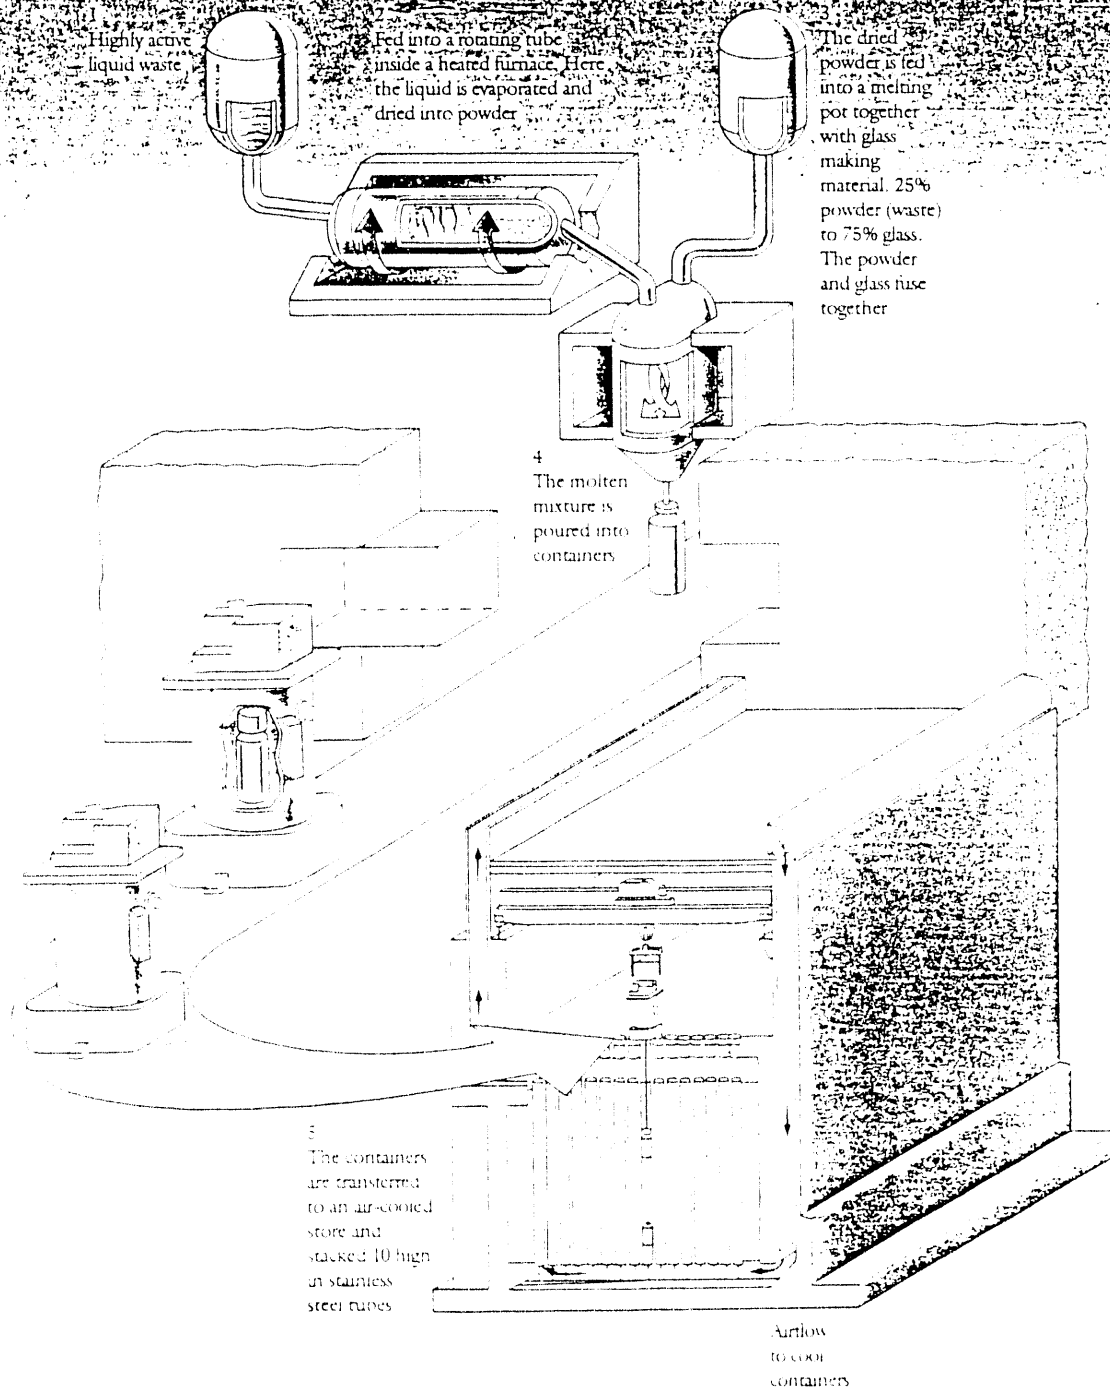 1
Highly active
liquid waste
2
Fed into a rotating tube
inside a heated furnace. Here
the liquid is evaporated and
dried into powder
3
The dried
powder is fed
into a melting
pot together
with glass
making
material. 25%
powder (waste)
to 75% glass.
The powder
and glass fuse
together
4
The molten
mixture is
poured into
containers
5
The containers
are transferred
to an air-cooled
store and
stacked 10 high
in stainless
steel tubes
Airflow
to cool
containers